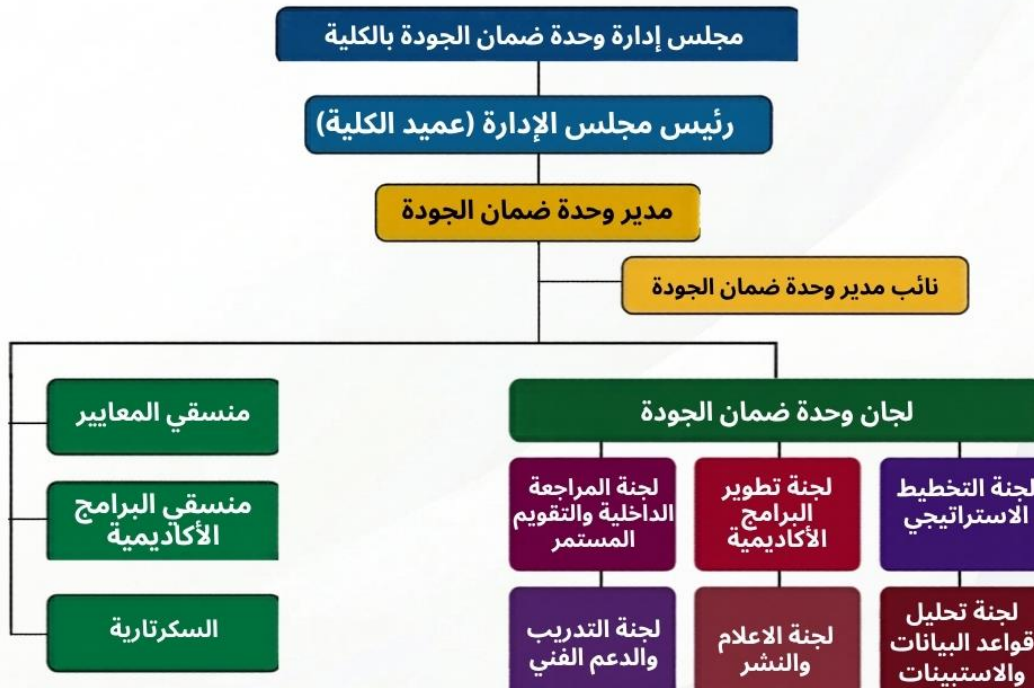 مجلس إدارة وحدة ضمان الجودة بالكلية
رئيس مجلس الإدارة (عميد الكلية)
مدير وحدة ضمان الجودة
نائب مدير وحدة ضمان الجودة
لجان وحدة ضمان الجودة
لجنة التخطيط
الاستراتيجي
لجنة تطوير
البرامج
الأكاديمية
لجنة المراجعة
الداخلية والتقويم
المستمر
لجنة تحليل
قواعد البيانات
والاستبينات
لجنة الاعلام
والنشر
لجنة التدريب
والدعم الفني
منسقي المعايير
منسقي البرامج
الأكاديمية
السكرتارية